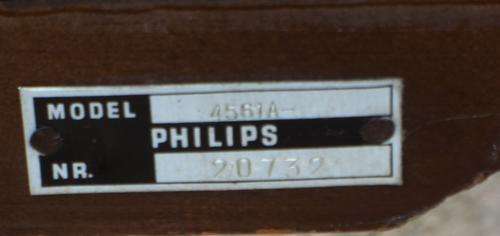 MODEL 4561A-
PHILIPS
NR. 20732